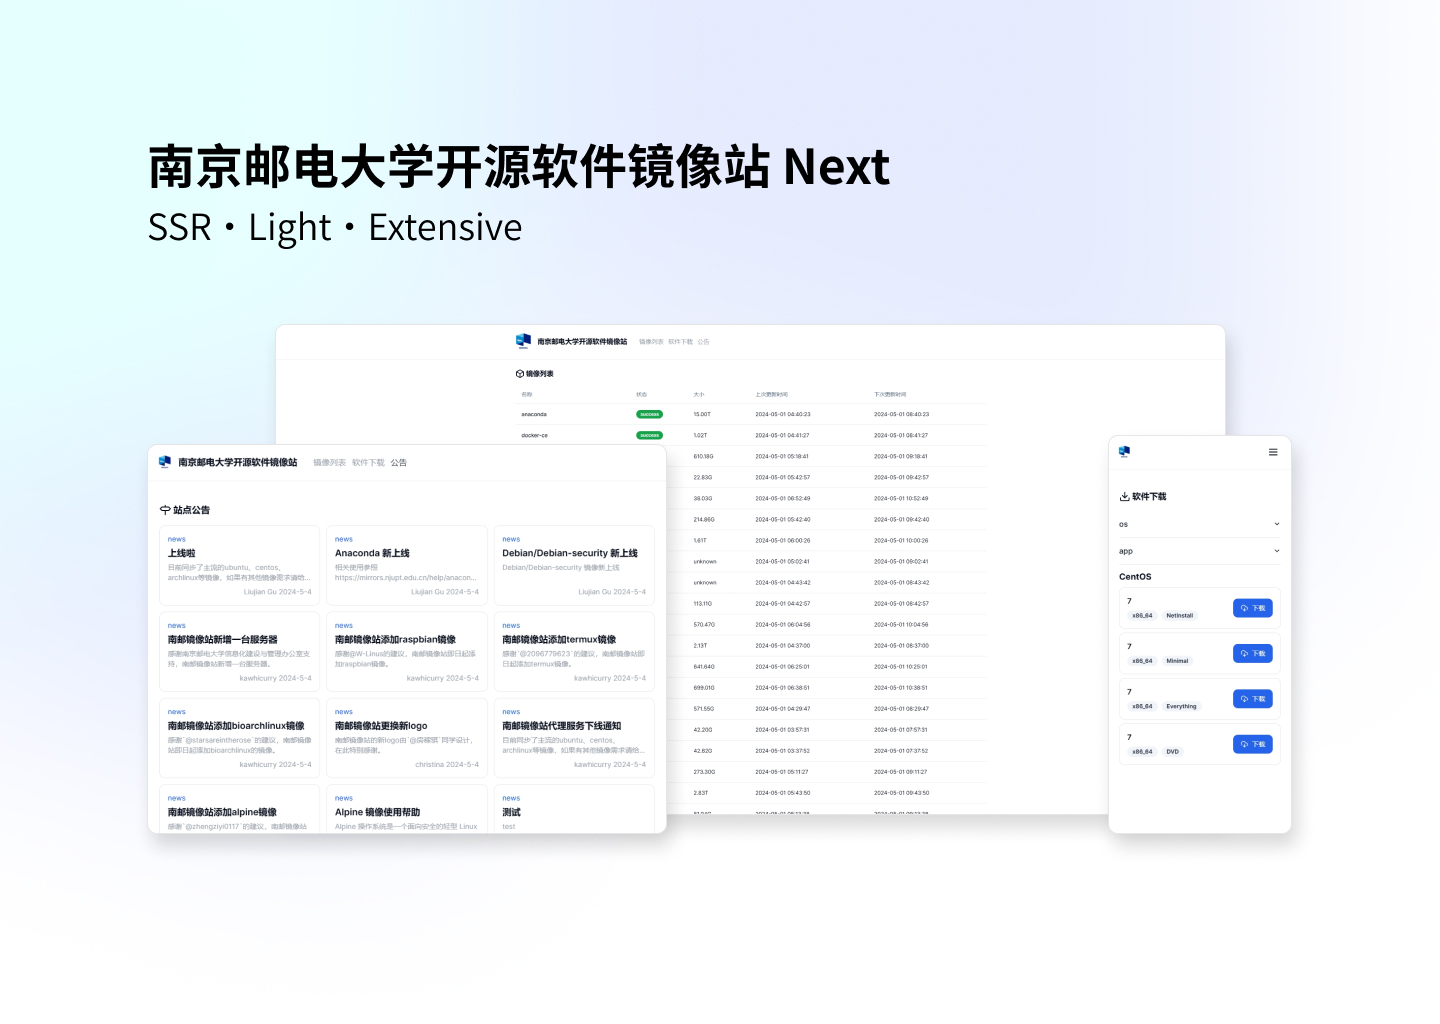 南京邮电大学开源软件镜像站 Next
SSR・Light・Extensive
南京邮电大学开源软件镜像站 镜像列表 软件下载 公告
镜像列表
名称 状态 大小 上次更新时间 下次更新时间
anaconda success 15.00T 2024-05-01 04:40:23 2024-05-01 08:40:23
docker-ce success 1.02T 2024-05-01 04:41:27 2024-05-01 08:41:27
610.18G 2024-05-01 05:18:41 2024-05-01 09:18:41
22.83G 2024-05-01 05:42:57 2024-05-01 09:42:57
38.03G 2024-05-01 06:52:49 2024-05-01 10:52:49
214.86G 2024-05-01 05:42:40 2024-05-01 09:42:40
1.61T 2024-05-01 06:00:26 2024-05-01 10:00:26
unknown 2024-05-01 05:02:41 2024-05-01 09:02:41
unknown 2024-05-01 04:43:42 2024-05-01 08:43:42
113.11G 2024-05-01 04:42:57 2024-05-01 08:42:57
570.47G 2024-05-01 06:04:56 2024-05-01 10:04:56
2.13T 2024-05-01 04:37:00 2024-05-01 08:37:00
641.64G 2024-05-01 06:25:01 2024-05-01 10:25:01
699.01G 2024-05-01 06:38:51 2024-05-01 10:38:51
571.55G 2024-05-01 04:29:47 2024-05-01 08:29:47
42.20G 2024-05-01 03:57:31 2024-05-01 07:57:31
42.82G 2024-05-01 03:37:52 2024-05-01 07:37:52
273.30G 2024-05-01 05:11:27 2024-05-01 09:11:27
2.83T 2024-05-01 05:43:50 2024-05-01 09:43:50
南京邮电大学开源软件镜像站 镜像列表 软件下载 公告
站点公告
news
上线啦
目前同步了主流的ubuntu、centos、
archlinux等镜像，如果有其他镜像需求请给...
Liujian Gu 2024-5-4
news
Anaconda 新上线
相关使用参照
https://mirrors.njupt.edu.cn/help/anacon...
Liujian Gu 2024-5-4
news
Debian/Debian-security 新上线
Debian/Debian-security 镜像新上线
Liujian Gu 2024-5-4
news
南邮镜像站新增一台服务器
感谢南京邮电大学信息化建设与管理办公室支
持，南邮镜像站新增一台服务器。
kawhicurry 2024-5-4
news
南邮镜像站添加raspbian镜像
感谢@W-Linus的建议，南邮镜像站即日起添
加raspbian镜像。
kawhicurry 2024-5-4
news
南邮镜像站添加termux镜像
感谢`@2096779623`的建议，南邮镜像站即
日起添加termux镜像。
kawhicurry 2024-5-4
news
南邮镜像站添加bioarchlinux镜像
感谢`@starsareintherose`的建议，南邮镜像
站即日起添加bioarchlinux的镜像。
kawhicurry 2024-5-4
news
南邮镜像站更换新logo
南邮镜像站的新logo由 同学设计，
在此特别感谢。
christina 2024-5-4
news
南邮镜像站代理服务下线通知
目前同步了主流的ubuntu、centos、
archlinux等镜像，如果有其他镜像需求请给...
kawhicurry 2024-5-4
news
南邮镜像站添加alpine镜像
感谢`@zhengziyi0117`的建议，南邮镜像站
news
Alpine 镜像使用帮助
Alpine 操作系统是一个面向安全的轻型 Linux
news
测试
test
软件下载
os
app
CentOS
7
x86_64 NetInstall 下载
7
x86_64 Minimal 下载
7
x86_64 Everything 下载
7
x86_64 DVD 下载